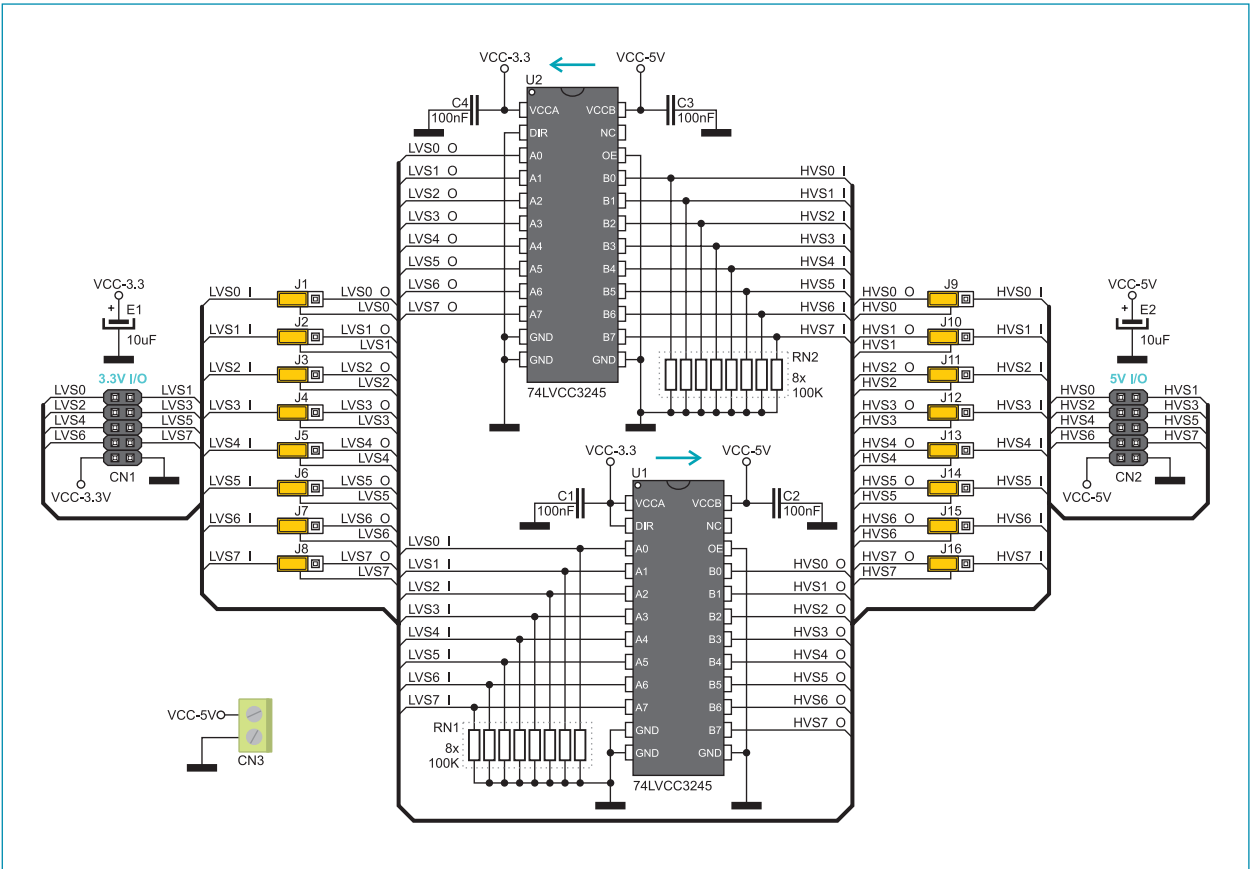 VCC-3.3 VCC-5V
U2
C4 100nF
C3 100nF
VCCA VCCB
DIR NC
LVS0 O A0 OE
LVS1 O A1 B0 HVS0 I
LVS2 O A2 B1 HVS1 I
LVS3 O A3 B2 HVS2 I
LVS4 O A4 B3 HVS3 I
LVS5 O A5 B4 HVS4 I
LVS6 O A6 B5 HVS5 I
LVS7 O A7 B6 HVS6 I
GND B7 HVS7 I
GND GND
74LVCC3245
RN2
8x
100K
VCC-3.3
+ E1
10uF
3.3V I/O
LVS0 LVS1
LVS2 LVS3
LVS4 LVS5
LVS6 LVS7
CN1
VCC-3.3V
J1
LVS0 I LVS0 O
LVS0
J2
LVS1 I LVS1 O
LVS1
J3
LVS2 I LVS2 O
LVS2
J4
LVS3 I LVS3 O
LVS3
J5
LVS4 I LVS4 O
LVS4
J6
LVS5 I LVS5 O
LVS5
J7
LVS6 I LVS6 O
LVS6
J8
LVS7 I LVS7 O
LVS7
J9
HVS0 O HVS0 I
HVS0
J10
HVS1 O HVS1 I
HVS1
J11
HVS2 O HVS2 I
HVS2
J12
HVS3 O HVS3 I
HVS3
J13
HVS4 O HVS4 I
HVS4
J14
HVS5 O HVS5 I
HVS5
J15
HVS6 O HVS6 I
HVS6
J16
HVS7 O HVS7 I
HVS7
VCC-5V
+ E2
10uF
5V I/O
HVS0 HVS1
HVS2 HVS3
HVS4 HVS5
HVS6 HVS7
CN2
VCC-5V
VCC-3.3 VCC-5V
U1
C1 100nF
C2 100nF
VCCA VCCB
DIR NC
LVS0 I A0 OE
LVS1 I A1 B0 HVS0 O
LVS2 I A2 B1 HVS1 O
LVS3 I A3 B2 HVS2 O
LVS4 I A4 B3 HVS3 O
LVS5 I A5 B4 HVS4 O
LVS6 I A6 B5 HVS5 O
LVS7 I A7 B6 HVS6 O
GND B7 HVS7 O
GND GND
74LVCC3245
RN1
8x
100K
VCC-5V
CN3